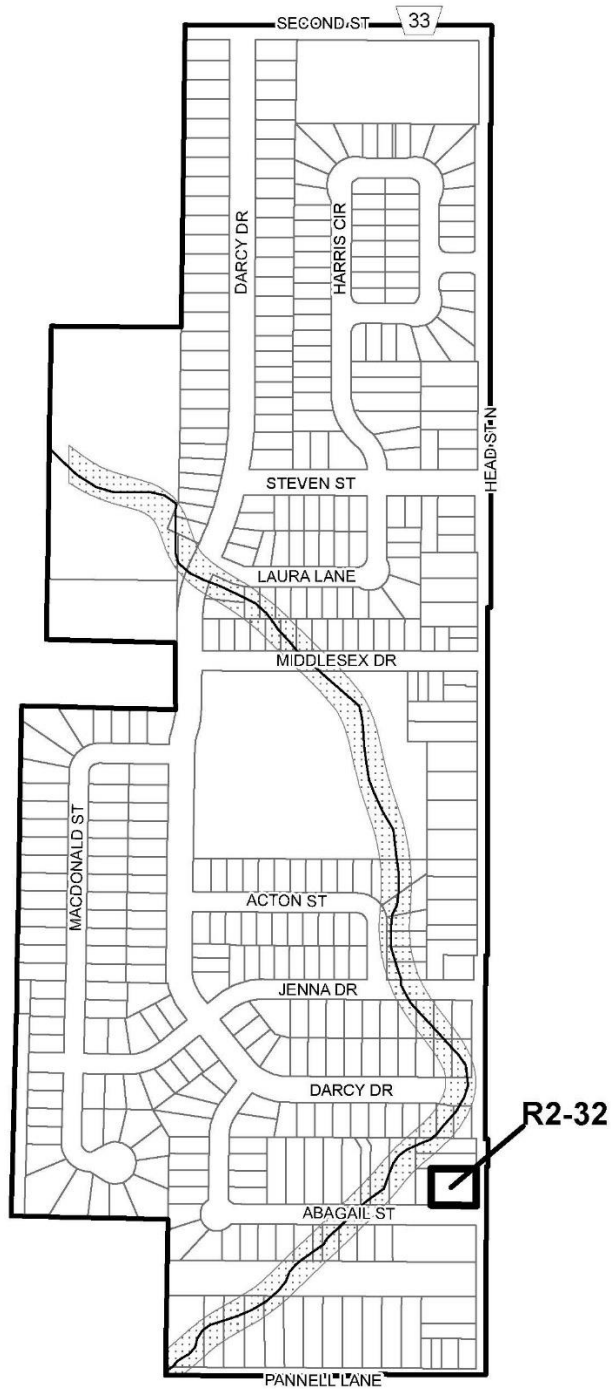 SECOND ST
33
DARCY DR
HARRIS CIR
HEAD ST N
STEVEN ST
LAURA LANE
MIDDLESEX DR
MACDONALD ST
ACTON ST
JENNA DR
DARCY DR
R2-32
ABAGAIL ST
PANNELL LANE